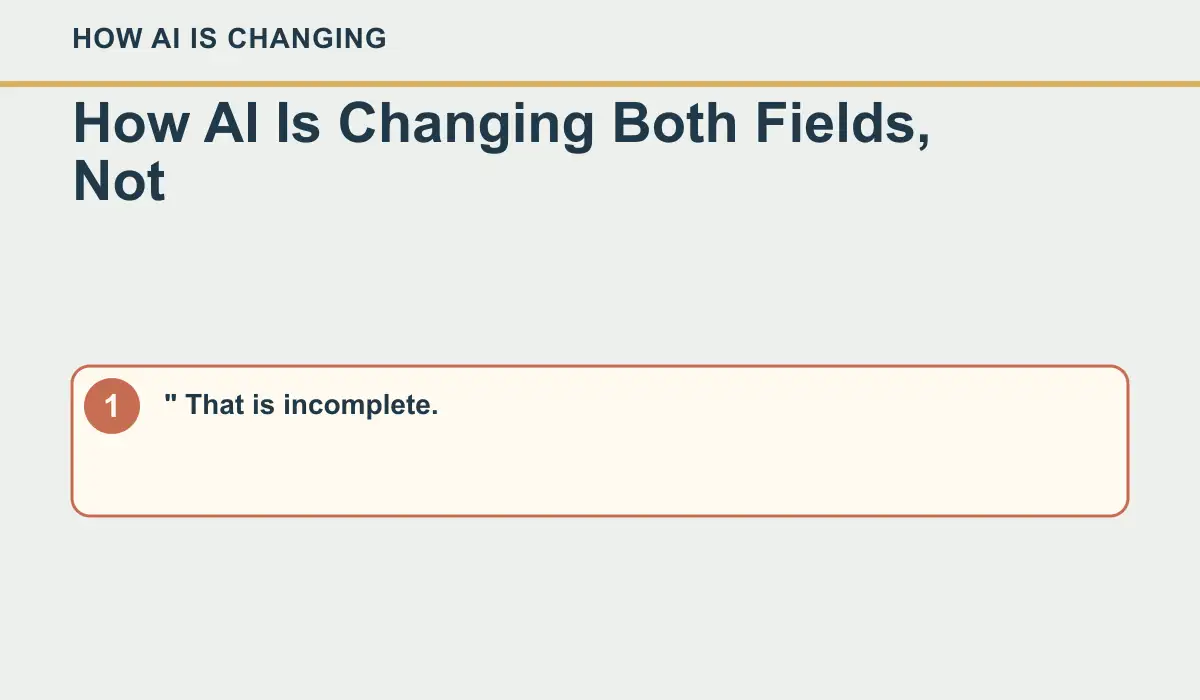 HOW AI IS CHANGING
How AI Is Changing Both Fields,
Not
1
" That is incomplete.